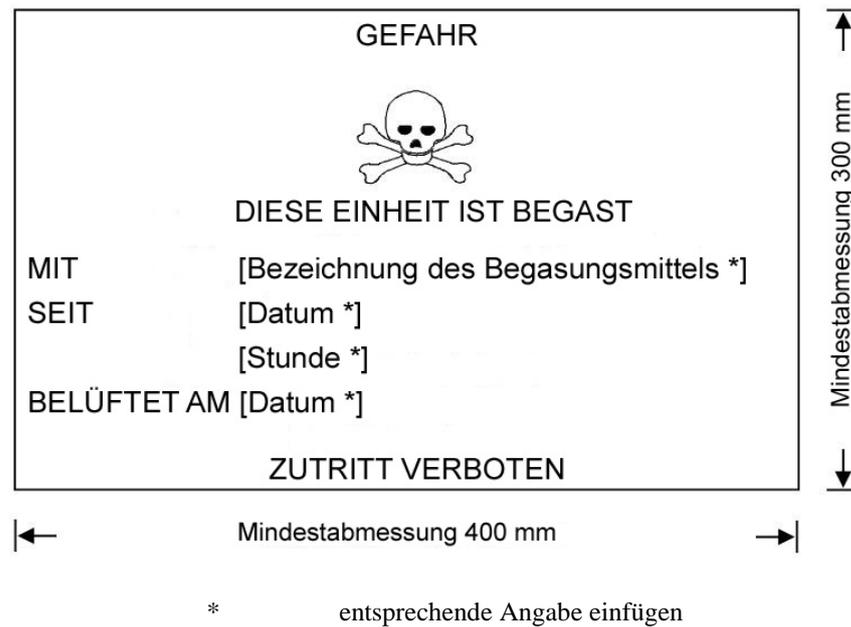 GEFAHR
DIESE EINHEIT IST BEGAST
MIT [Bezeichnung des Begasungsmittels *]
SEIT [Datum *]
[Stunde *]
BELÜFTET AM [Datum *]
ZUTRITT VERBOTEN
Mindestabmessung 300 mm
Mindestabmessung 400 mm
* entsprechende Angabe einfügen